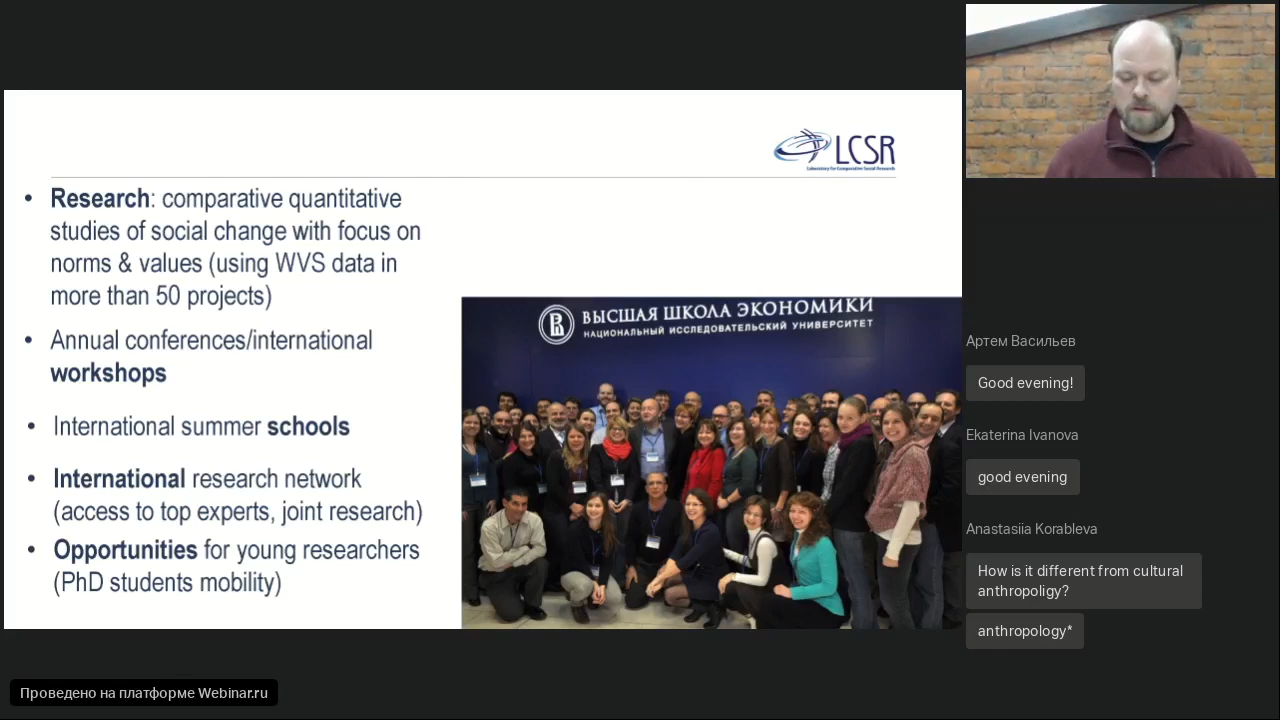 LCSR
Laboratory for Comparative Social Research
• Research: comparative quantitative
studies of social change with focus on
norms & values (using WVS data in
more than 50 projects)
• Annual conferences/international
workshops
• International summer schools
• International research network
(access to top experts, joint research)
• Opportunities for young researchers
(PhD students mobility)
ВЫСШАЯ ШКОЛА ЭКОНОМИКИ
НАЦИОНАЛЬНЫЙ ИССЛЕДОВАТЕЛЬСКИЙ УНИВЕРСИТЕТ
Артем Васильев
Good evening!
Ekaterina Ivanova
good evening
Anastasiia Korableva
How is it different from cultural
anthropoligy?
anthropology*
Проведено на платформе Webinar.ru